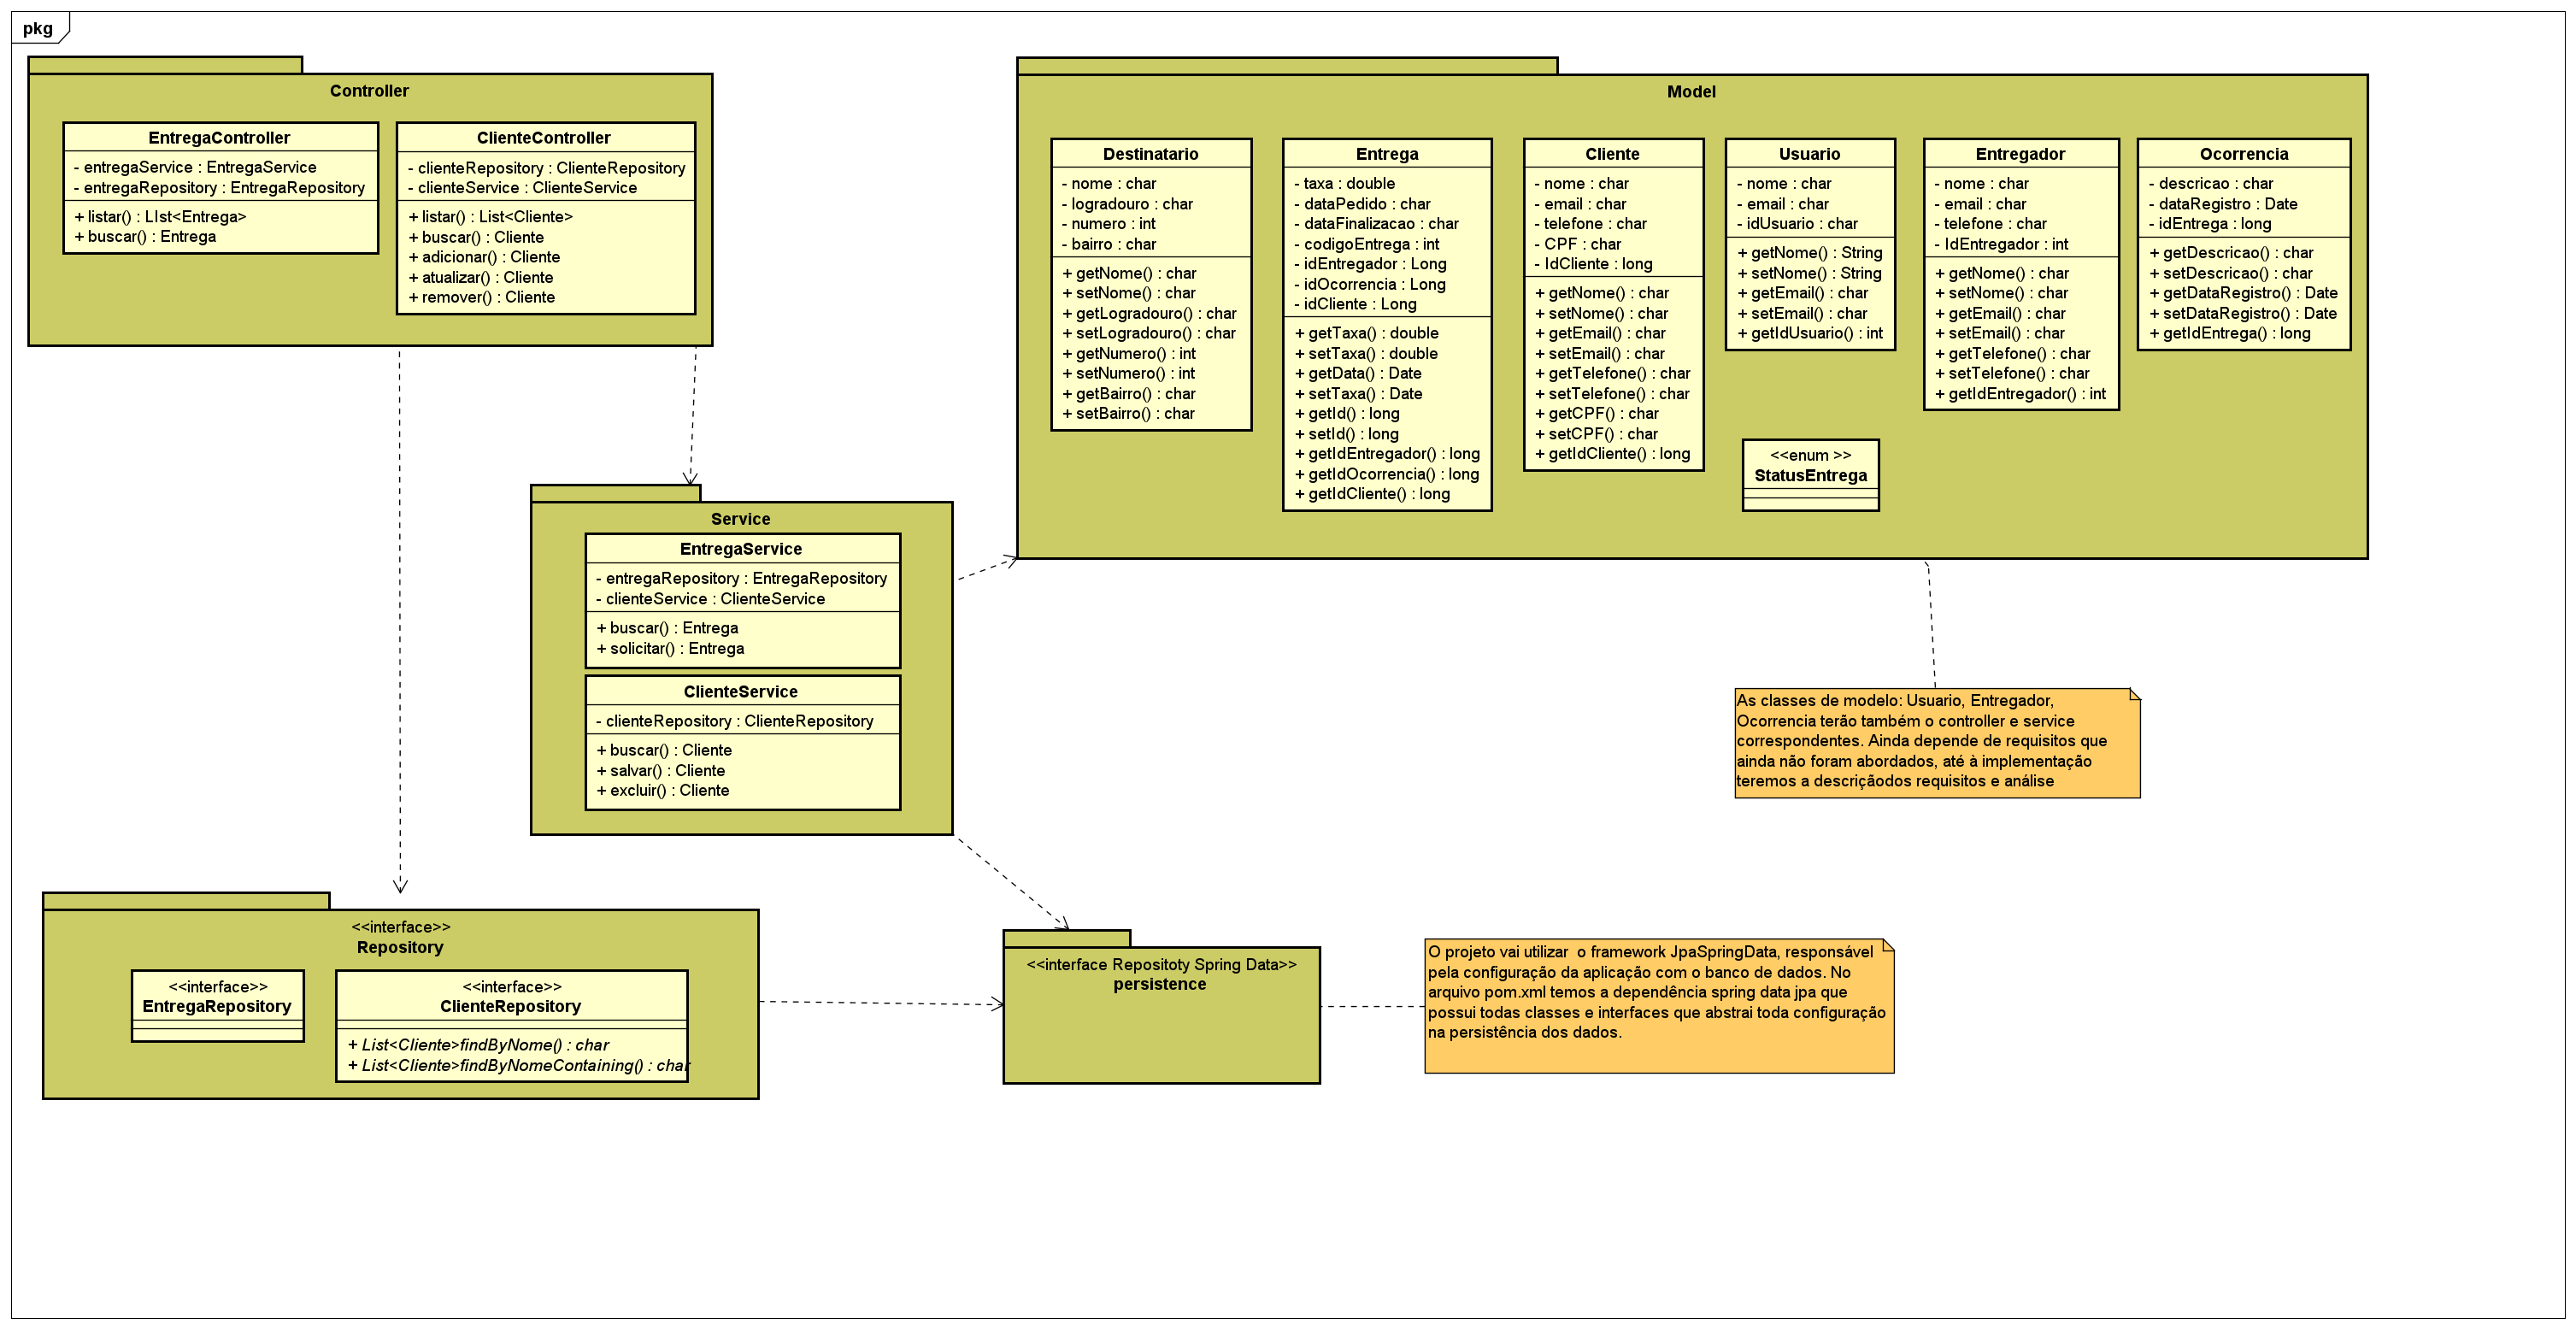 pkg
Controller
EntregaController
- entregaService : EntregaService
- entregaRepository : EntregaRepository
+ listar() : LIst<Entrega>
+ buscar() : Entrega
ClienteController
- clienteRepository : ClienteRepository
- clienteService : ClienteService
+ listar() : List<Cliente>
+ buscar() : Cliente
+ adicionar() : Cliente
+ atualizar() : Cliente
+ remover() : Cliente
Model
Destinatario
- nome : char
- logradouro : char
- numero : int
- bairro : char
+ getNome() : char
+ setNome() : char
+ getLogradouro() : char
+ setLogradouro() : char
+ getNumero() : int
+ setNumero() : int
+ getBairro() : char
+ setBairro() : char
Entrega
- taxa : double
- dataPedido : char
- dataFinalizacao : char
- codigoEntrega : int
- idEntregador : Long
- idOcorrencia : Long
- idCliente : Long
+ getTaxa() : double
+ setTaxa() : double
+ getData() : Date
+ setTaxa() : Date
+ getId() : long
+ setId() : long
+ getIdEntregador() : long
+ getIdOcorrencia() : long
+ getIdCliente() : long
Cliente
- nome : char
- email : char
- telefone : char
- CPF : char
- IdCliente : long
+ getNome() : char
+ setNome() : char
+ getEmail() : char
+ setEmail() : char
+ getTelefone() : char
+ setTelefone() : char
+ getCPF() : char
+ setCPF() : char
+ getIdCliente() : long
Usuario
- nome : char
- email : char
- idUsuario : char
+ getNome() : String
+ setNome() : String
+ getEmail() : char
+ setEmail() : char
+ getIdUsuario() : int
Entregador
- nome : char
- email : char
- telefone : char
- IdEntregador : int
+ getNome() : char
+ setNome() : char
+ getEmail() : char
+ setEmail() : char
+ getTelefone() : char
+ setTelefone() : char
+ getIdEntregador() : int
Ocorrencia
- descricao : char
- dataRegistro : Date
- idEntrega : long
+ getDescricao() : char
+ setDescricao() : char
+ getDataRegistro() : Date
+ setDataRegistro() : Date
+ getIdEntrega() : long
<<enum >>
StatusEntrega
Service
EntregaService
- entregaRepository : EntregaRepository
- clienteService : ClienteService
+ buscar() : Entrega
+ solicitar() : Entrega
ClienteService
- clienteRepository : ClienteRepository
+ buscar() : Cliente
+ salvar() : Cliente
+ excluir() : Cliente
As classes de modelo: Usuario, Entregador,
Ocorrencia terão também o controller e service
correspondentes. Ainda depende de requisitos que
ainda não foram abordados, até à implementação
teremos a descriçãodos requisitos e análise
<<interface>>
Repository
<<interface>>
EntregaRepository
<<interface>>
ClienteRepository
+ List<Cliente>findByNome() : char
+ List<Cliente>findByNomeContaining() : char
<<interface Repositoty Spring Data>>
persistence
O projeto vai utilizar  o framework JpaSpringData, responsável
pela configuração da aplicação com o banco de dados. No
arquivo pom.xml temos a dependência spring data jpa que
possui todas classes e interfaces que abstrai toda configuração
na persistência dos dados.